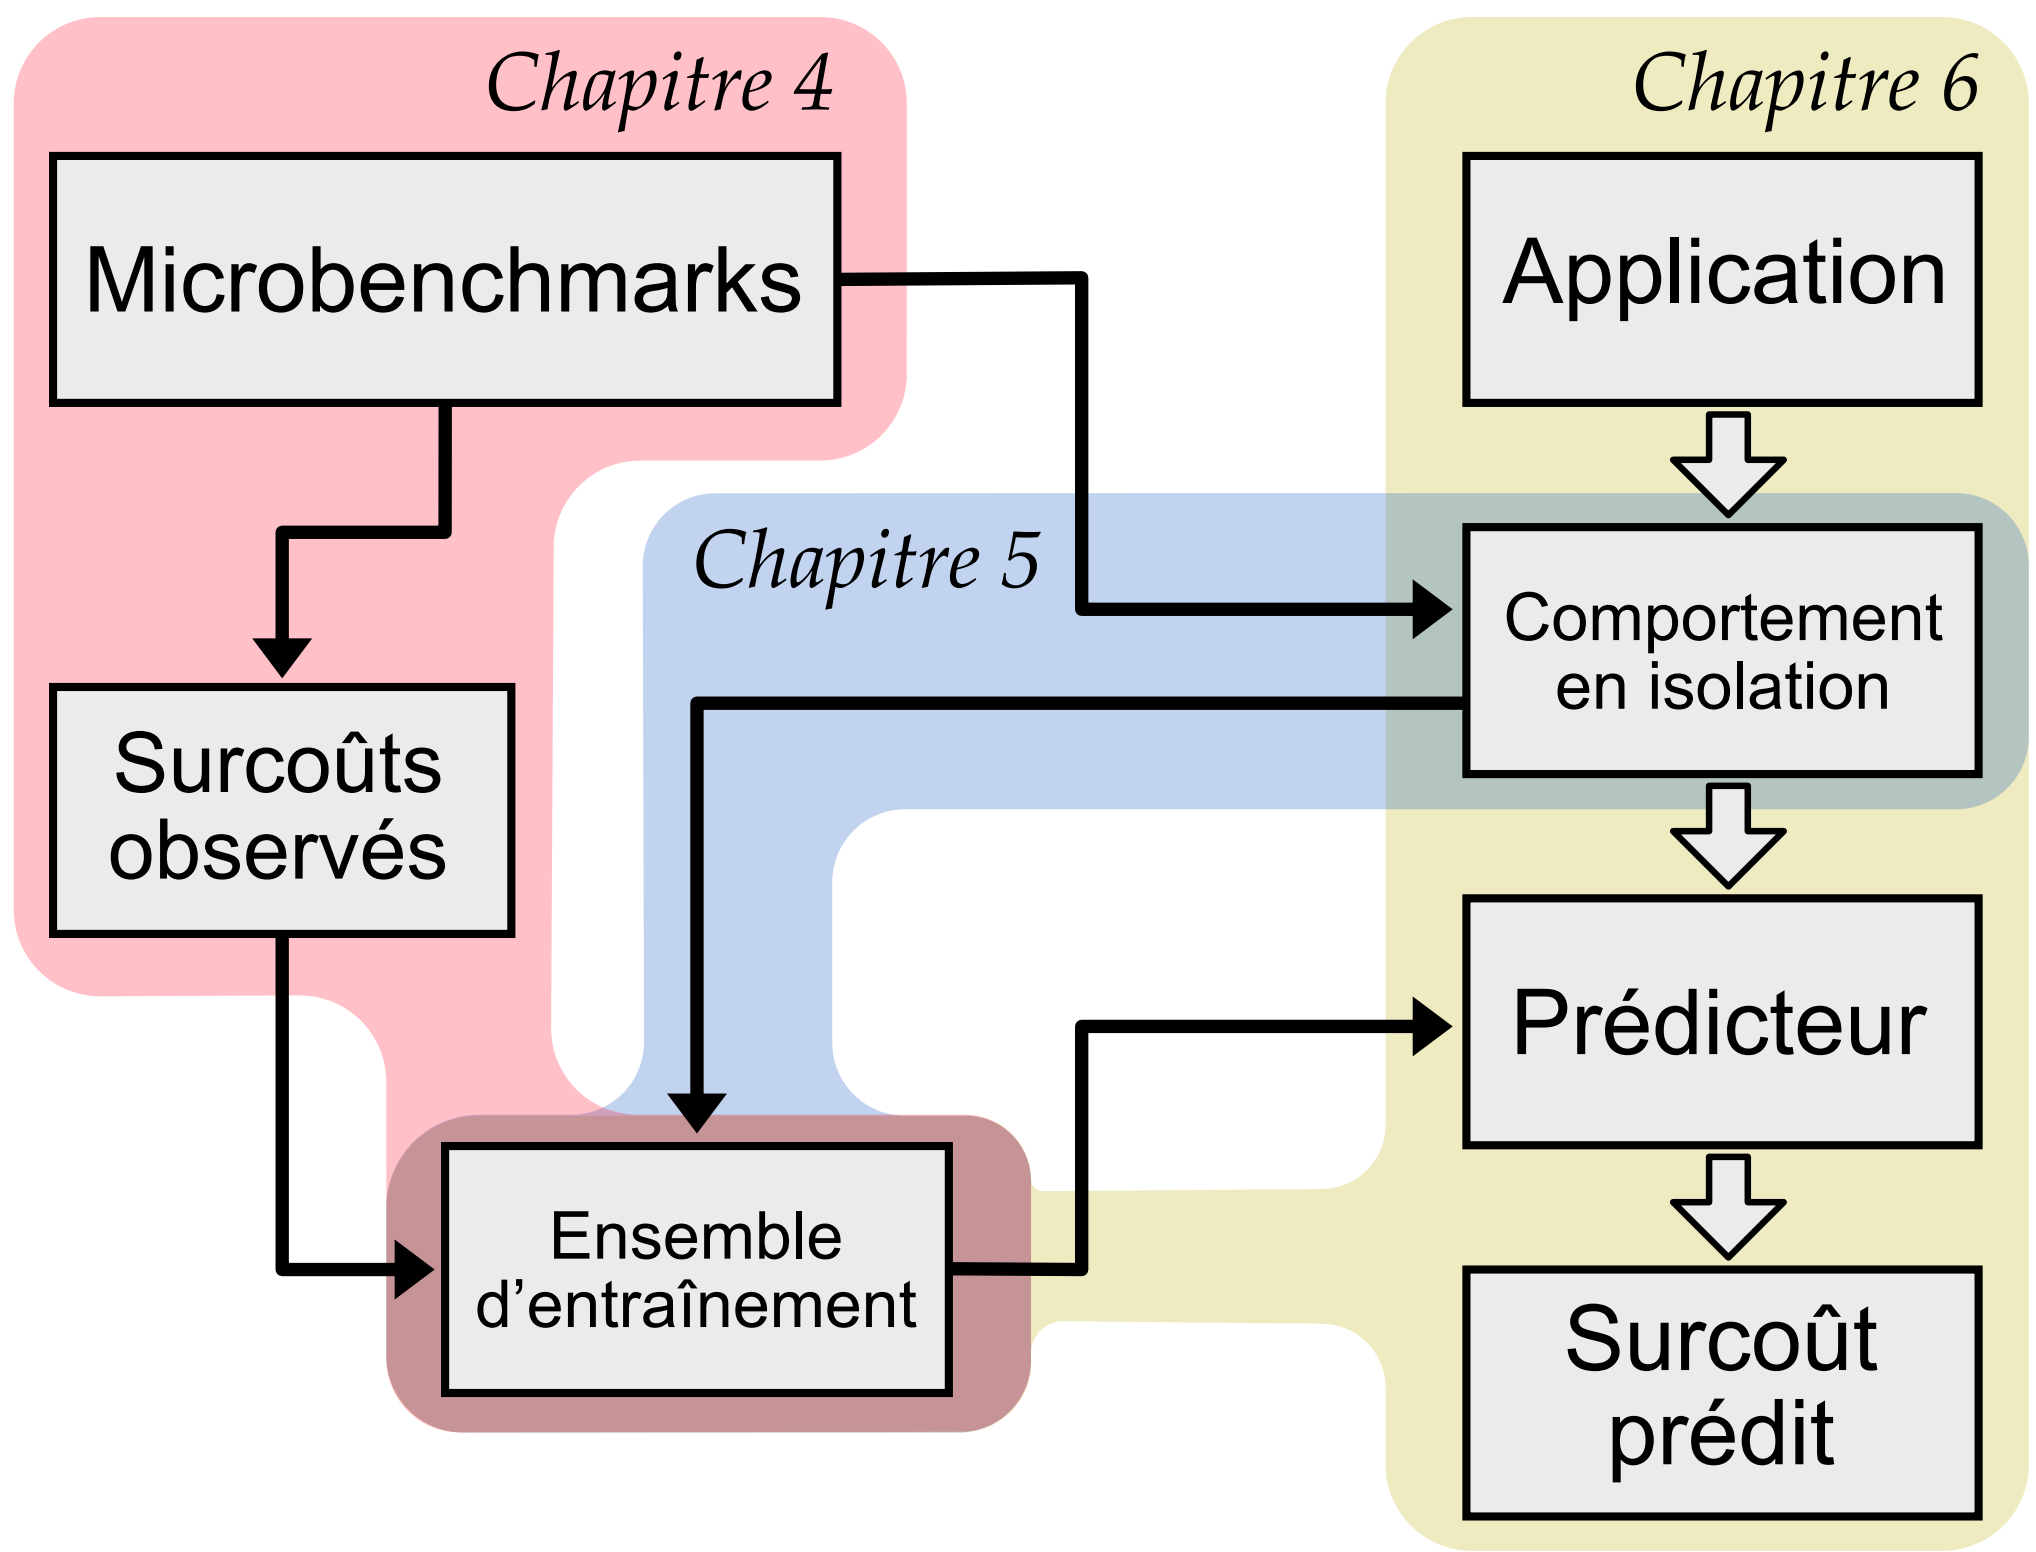 Chapitre 4
Chapitre 6
Microbenchmarks
Application
Chapitre 5
Comportement
en isolation
Surcoûts
observés
Prédicteur
Ensemble
d’entraînement
Surcoût
prédit